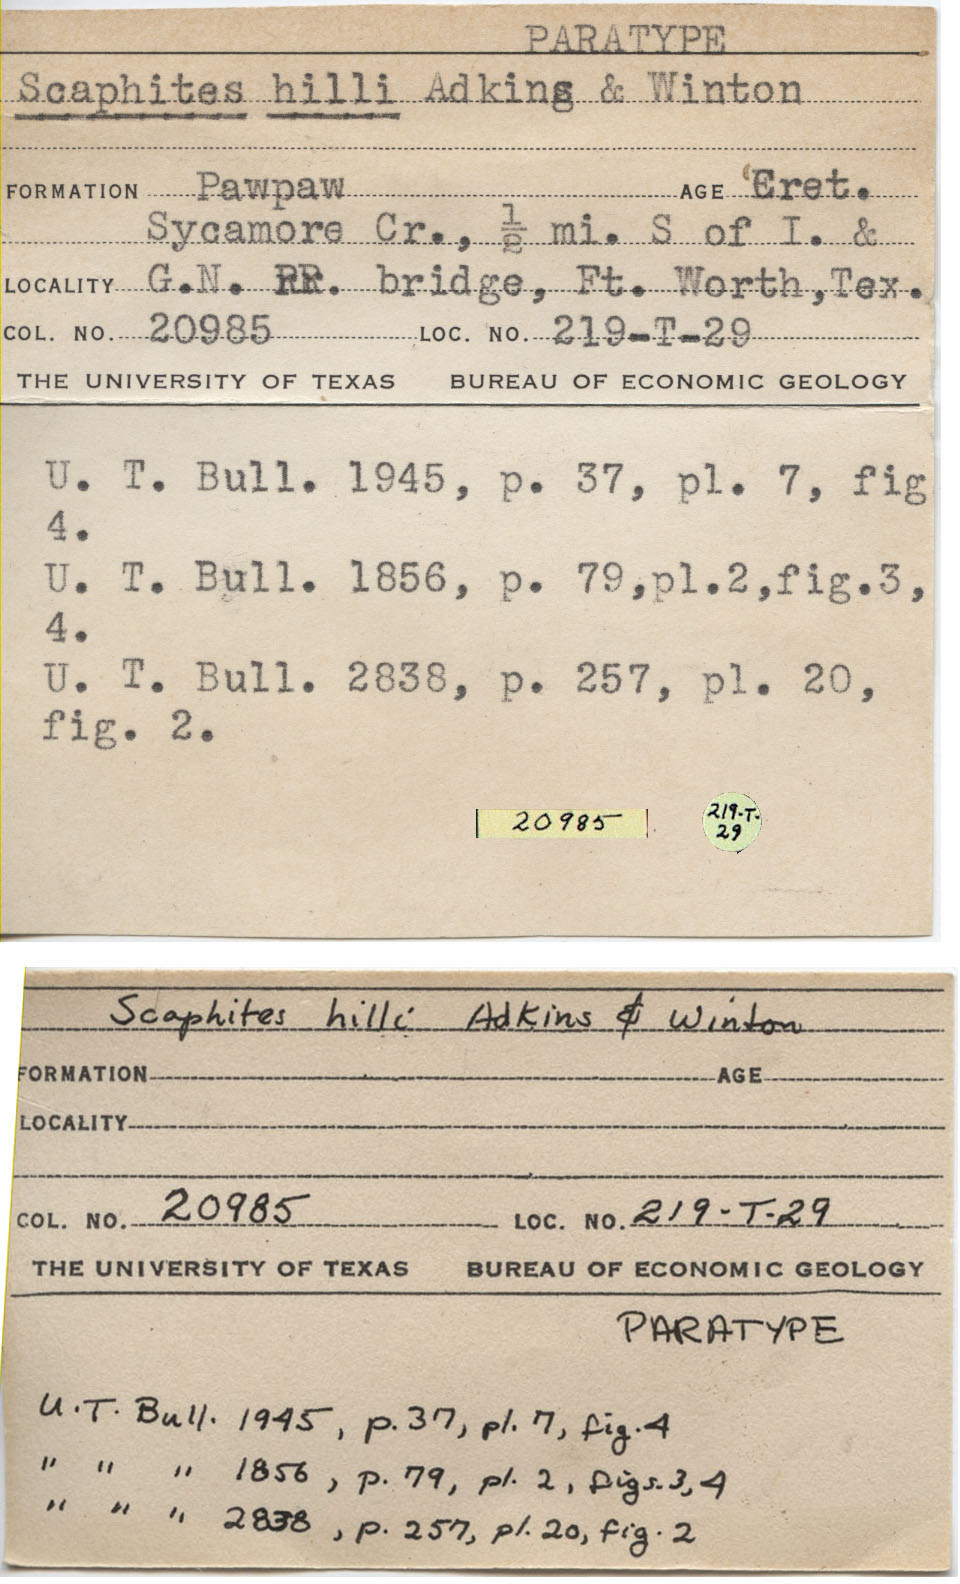 PARATYPE
Scaphites hilli Adkins & Winton
FORMATION Pawpaw AGE 'Eret.
Sycamore Cr., ½ mi. S of I. &
LOCALITY G.N. RR. bridge, Ft. Worth, Tex.
COL. NO. 20985 LOC. NO. 219-T-29
THE UNIVERSITY OF TEXAS BUREAU OF ECONOMIC GEOLOGY
U. T. Bull. 1945, p. 37, pl. 7, fig
4.
U. T. Bull. 1856, p. 79,pl.2,fig.3,
4.
U. T. Bull. 2838, p. 257, pl. 20,
fig. 2.
20985
219-T-
29
Scaphites hilli Adkins & Winton
FORMATION AGE
LOCALITY
COL. NO. 20985 LOC. NO. 219-T-29
THE UNIVERSITY OF TEXAS BUREAU OF ECONOMIC GEOLOGY
PARATYPE
U.T. Bull. 1945, p. 37, pl. 7, fig. 4
" " " 1856, p. 79, pl. 2, figs. 3, 4
" " " 2838, p. 257, pl. 20, fig. 2